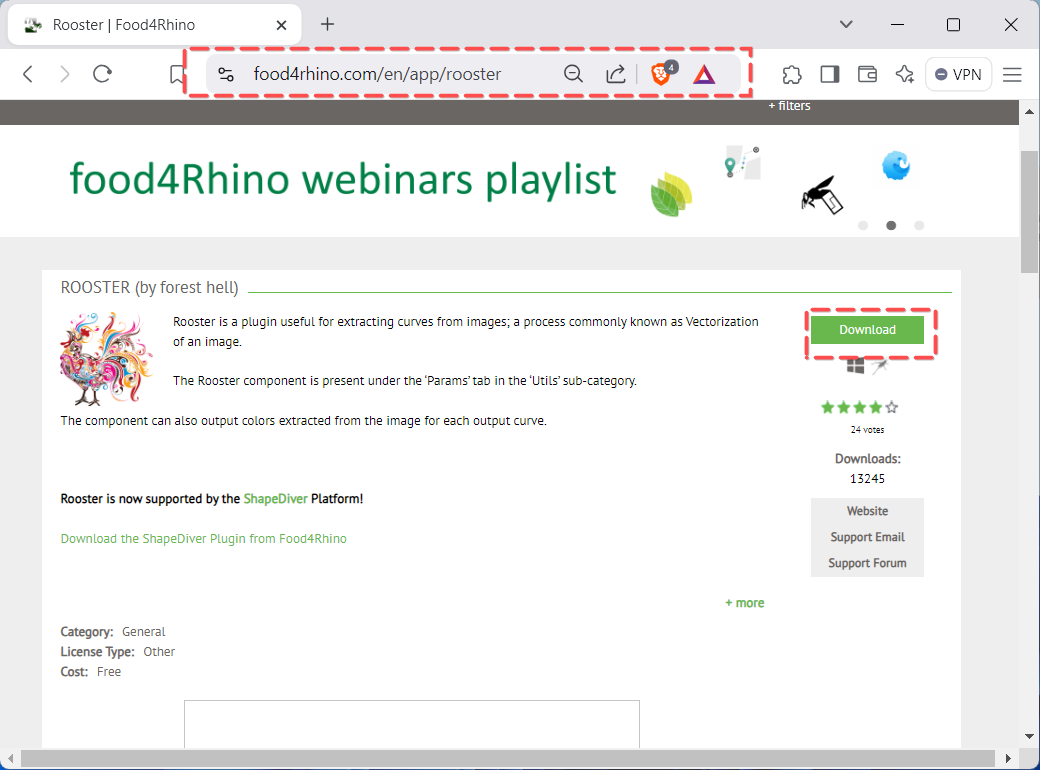 Rooster | Food4Rhino
food4rhino.com/en/app/rooster
4
VPN
+ filters
food4Rhino webinars playlist
ROOSTER (by forest hell)
Rooster is a plugin useful for extracting curves from images; a process commonly known as Vectorization
of an image.
Download
The Rooster component is present under the ‘Params’ tab in the ‘Utils’ sub-category.
The component can also output colors extracted from the image for each output curve.
24 votes
Downloads:
13245
Rooster is now supported by the ShapeDiver Platform!
Website
Download the ShapeDiver Plugin from Food4Rhino
Support Email
Support Forum
+ more
Category: General
License Type: Other
Cost: Free